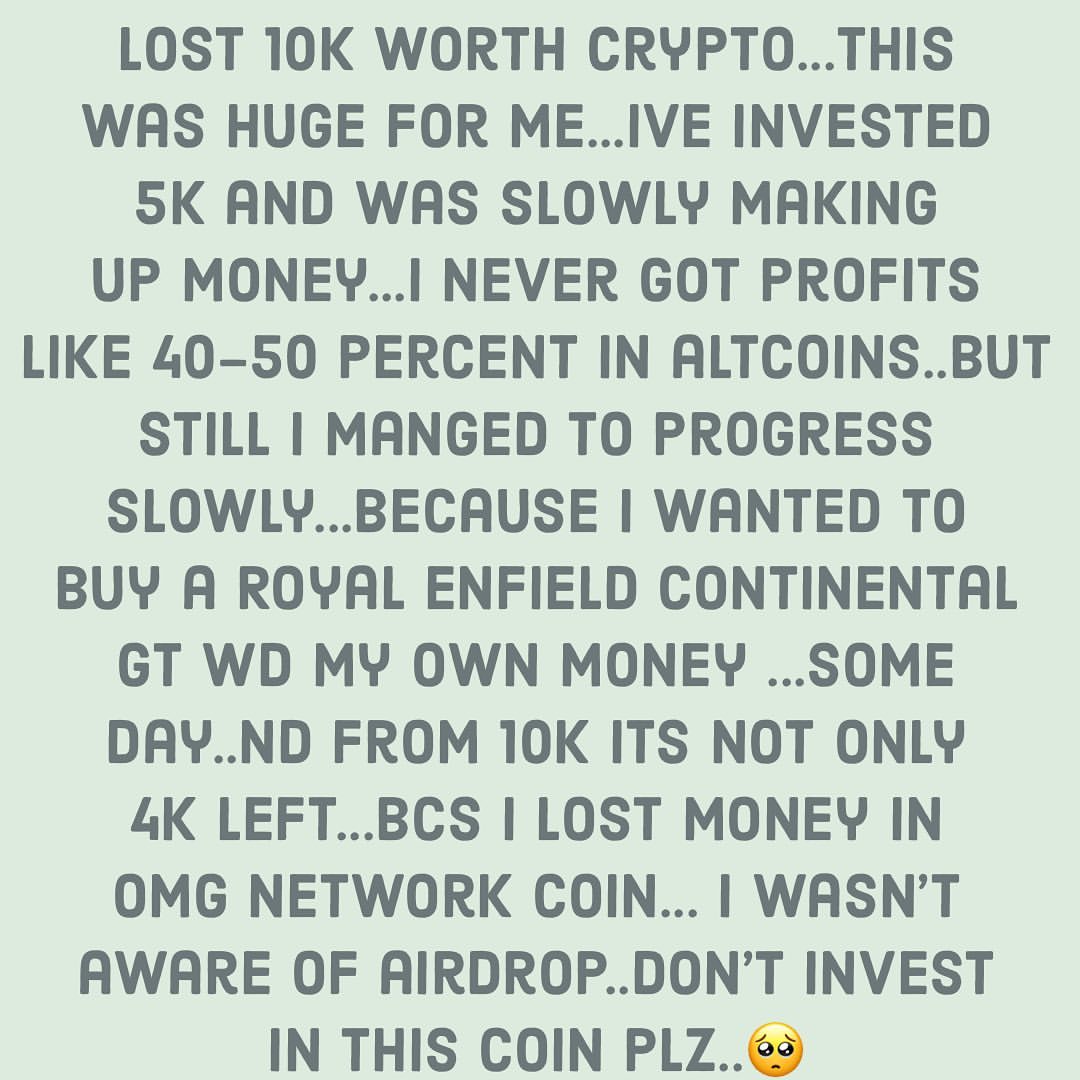 LOST 10K WORTH CRYPTO...THIS
WAS HUGE FOR ME...IVE INVESTED
5K AND WAS SLOWLY MAKING
UP MONEY...I NEVER GOT PROFITS
LIKE 40-50 PERCENT IN ALTCOINS..BUT
STILL I MANGED TO PROGRESS
SLOWLY...BECAUSE I WANTED TO
BUY A ROYAL ENFIELD CONTINENTAL
GT WD MY OWN MONEY ...SOME
DAY..ND FROM 10K ITS NOT ONLY
4K LEFT...BCS I LOST MONEY IN
OMG NETWORK COIN... I WASN'T
AWARE OF AIRDROP..DON'T INVEST
IN THIS COIN PLZ..🥺